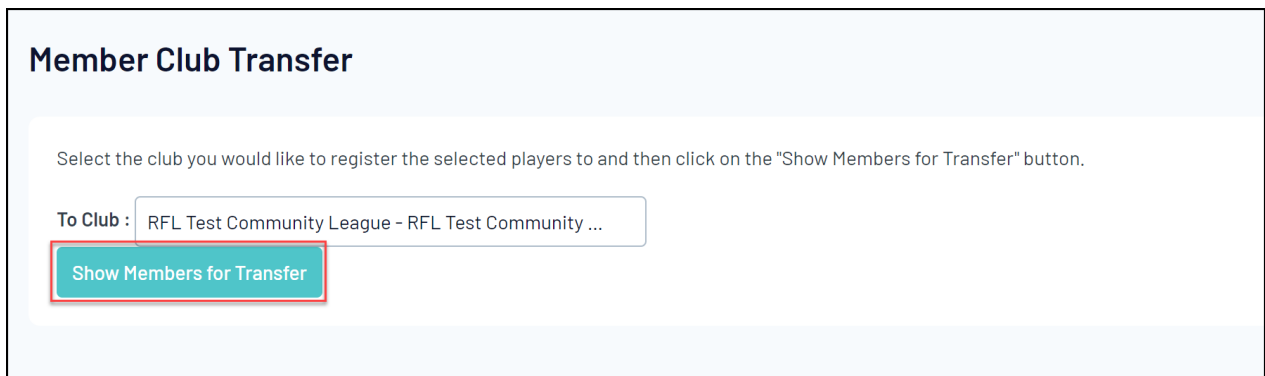 Member Club Transfer
Select the club you would like to register the selected players to and then click on the "Show Members for Transfer" button.
To Club : RFL Test Community League - RFL Test Community ...
Show Members for Transfer